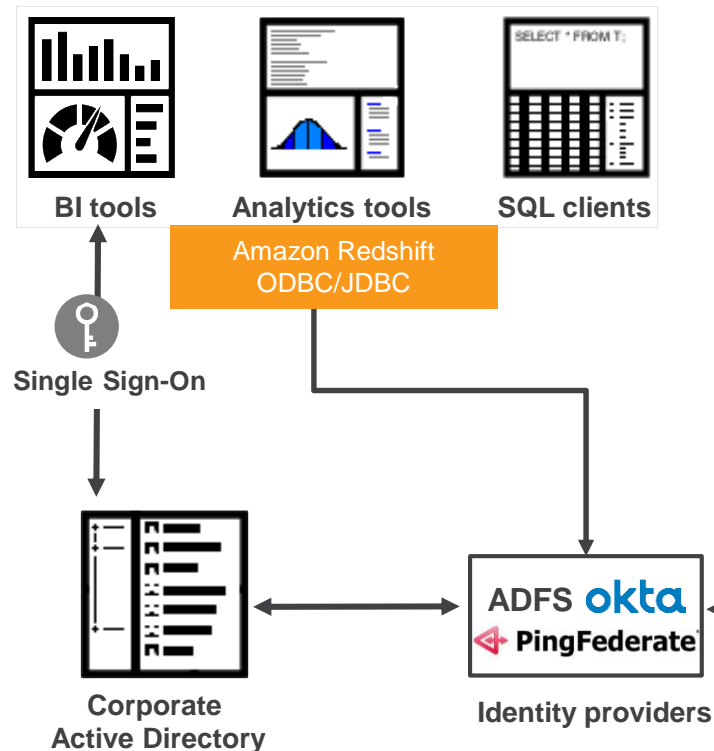 SELECT * FROM T;
BI tools
Analytics tools
SQL clients
Amazon Redshift
ODBC/JDBC
Single Sign-On
ADFS okta
PingFederate
Corporate
Active Directory
Identity providers